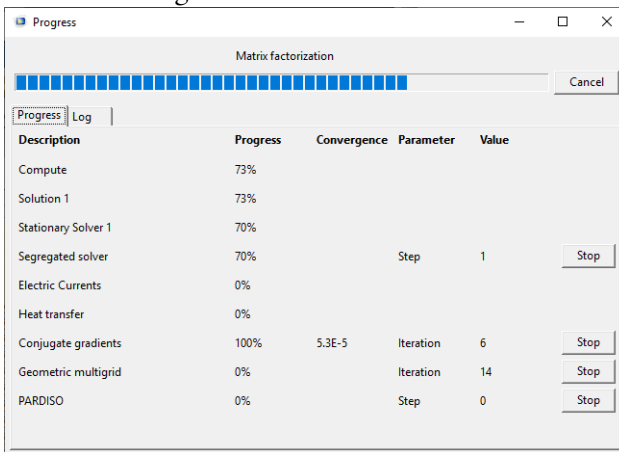 Progress
Matrix factorization
Cancel
Progress Log
Description Progress Convergence Parameter Value
Compute 73%
Solution 1 73%
Stationary Solver 1 70%
Segregated solver 70% Step 1 Stop
Electric Currents 0%
Heat transfer 0%
Conjugate gradients 100% 5.3E-5 Iteration 6 Stop
Geometric multigrid 0% Iteration 14 Stop
PARDISO 0% Step 0 Stop